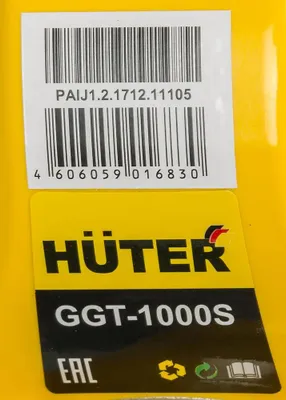 PAIJ1.2.1712.11105
4 606059 016830
HÜTER
GGT-1000S
EAC